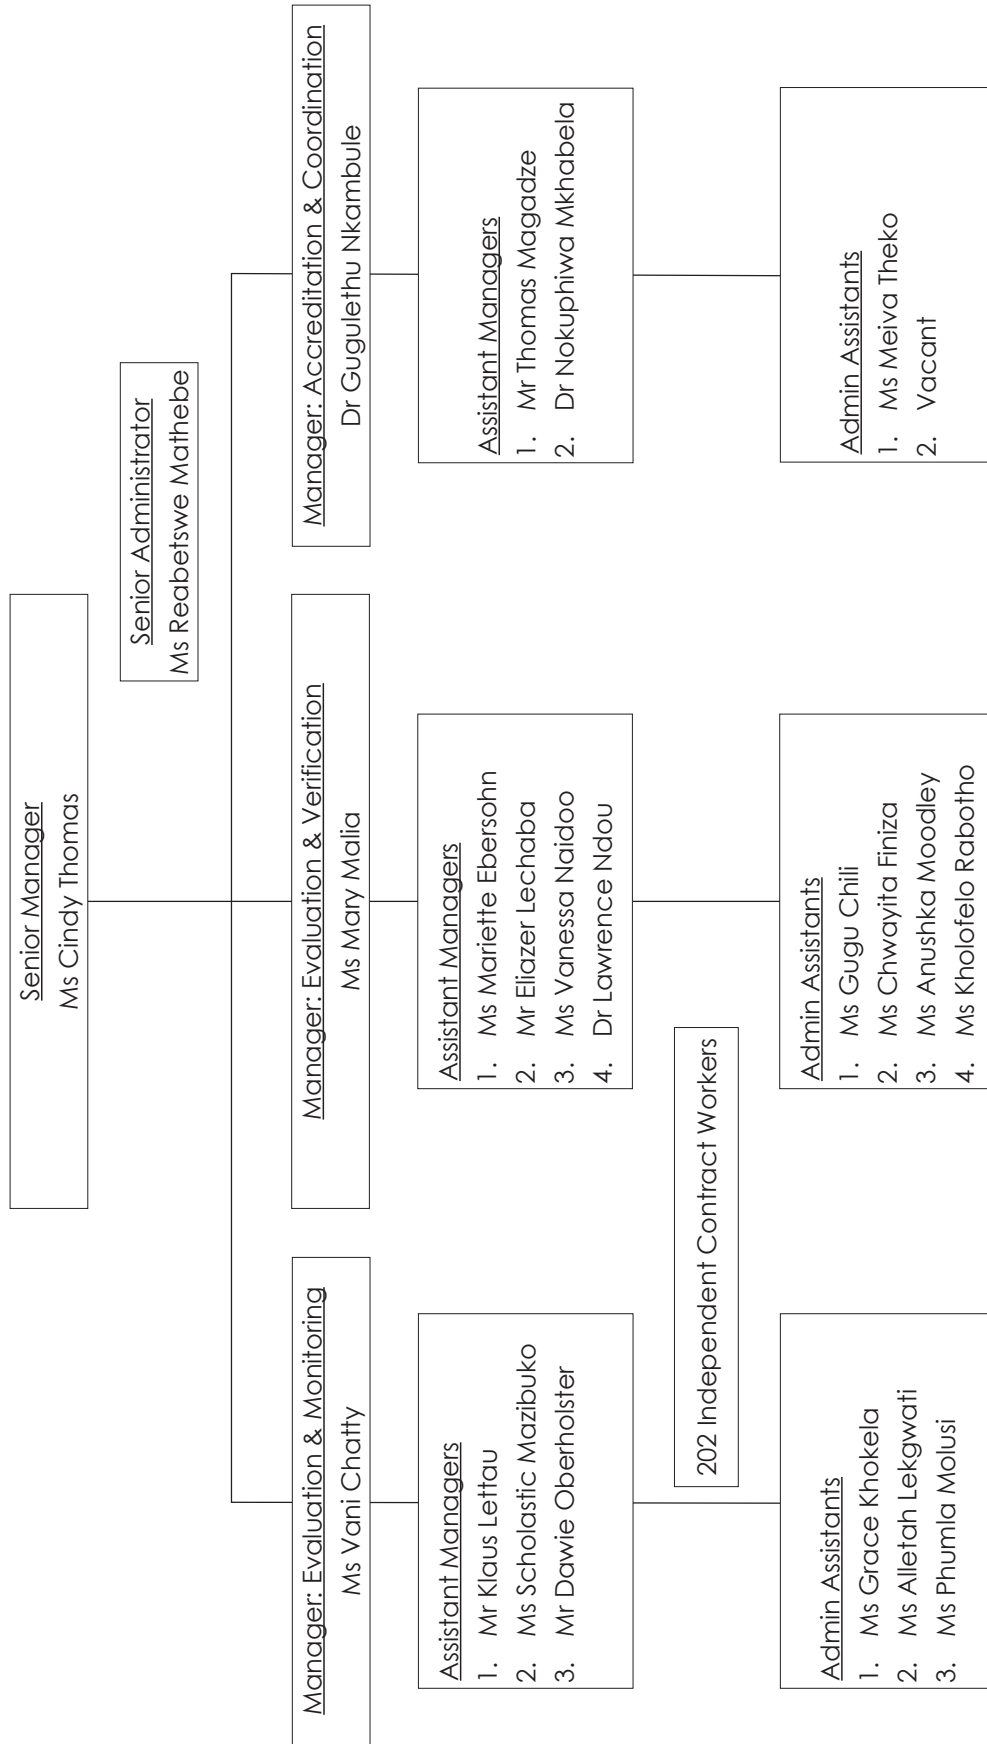 Senior Manager
Ms Cindy Thomas
Senior Administrator
Ms Reabetswe Mathebe
Manager: Evaluation & Monitoring
Ms Vani Chatty
Manager: Evaluation & Verification
Ms Mary Malia
Manager: Accreditation & Coordination
Dr Gugulethu Nkambule
Assistant Managers
1. Mr Klaus Lettau
2. Ms Scholastic Mazibuko
3. Mr Dawie Oberholster
Assistant Managers
1. Ms Mariette Ebersohn
2. Mr Eliazer Lechaba
3. Ms Vanessa Naidoo
4. Dr Lawrence Ndou
Assistant Managers
1. Mr Thomas Magadze
2. Dr Nokuphiwa Mkhabela
202 Independent Contract Workers
Admin Assistants
1. Ms Grace Khokela
2. Ms Alletah Lekgwati
3. Ms Phumla Molusi
Admin Assistants
1. Ms Gugu Chili
2. Ms Chwayita Finiza
3. Ms Anushka Moodley
4. Ms Kholofelo Rabotho
Admin Assistants
1. Ms Meiva Theko
2. Vacant